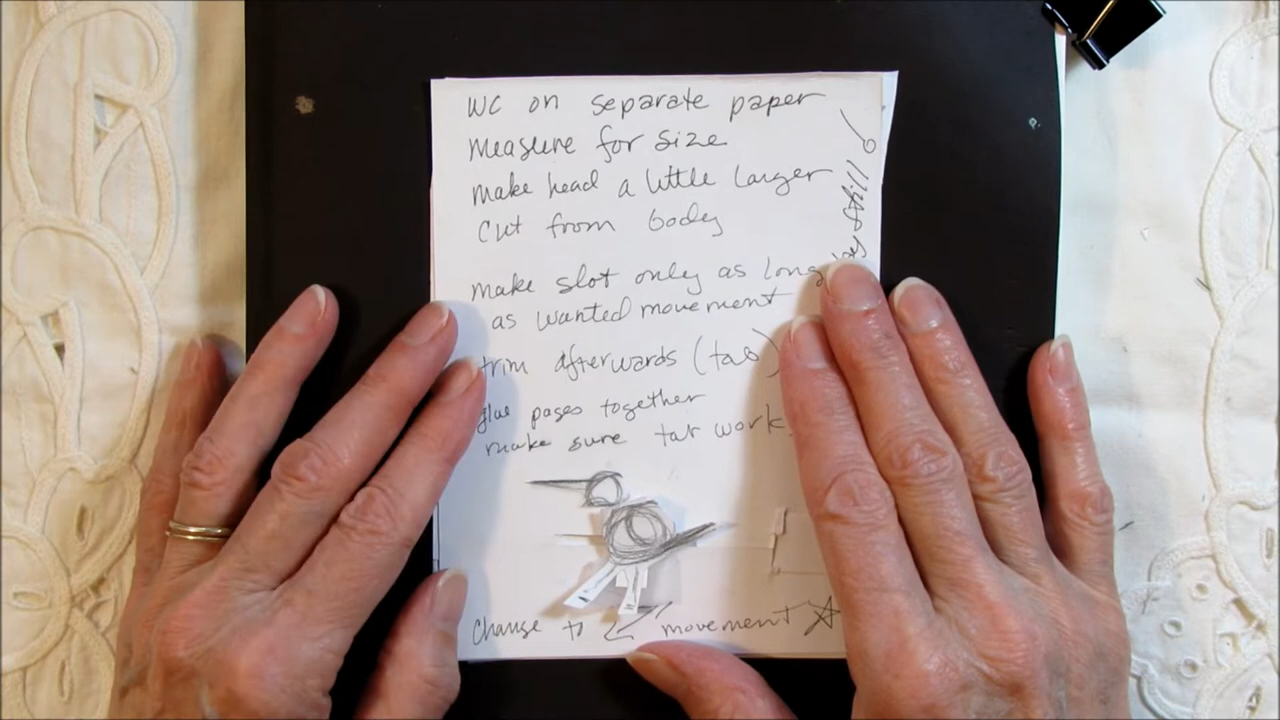 WC on separate paper
Measure for size
make head a little larger
cut from body
make slot only as long
as wanted movement
trim afterwards (tab)
glue pages together
make sure tab work
Change to movement